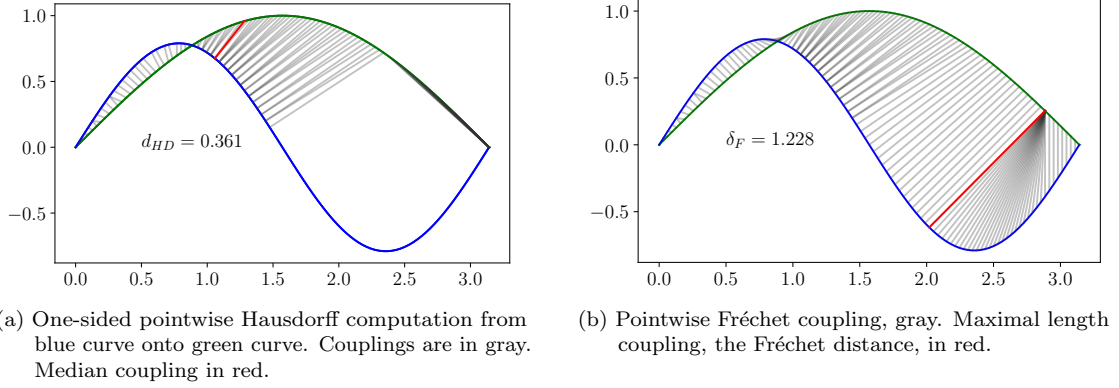 1.0
0.5
0.0
−0.5
d_{HD} = 0.361
0.0 0.5 1.0 1.5 2.0 2.5 3.0
1.0
0.5
0.0
−0.5
δ_F = 1.228
0.0 0.5 1.0 1.5 2.0 2.5 3.0
a) One-sided pointwise Hausdorff computation from
blue curve onto green curve. Couplings are in gray.
Median coupling in red.
(b) Pointwise Fréchet coupling, gray. Maximal length
coupling, the Fréchet distance, in red.